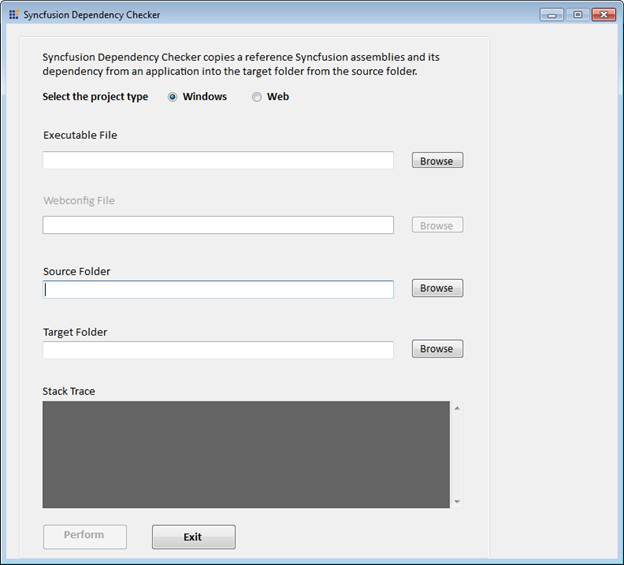 Syncfusion Dependency Checker
Syncfusion Dependency Checker copies a reference Syncfusion assemblies and its
dependency from an application into the target folder from the source folder.
Select the project type Windows Web
Executable File
Browse
Webconfig File
Browse
Source Folder
Browse
Target Folder
Browse
Stack Trace
Perform Exit